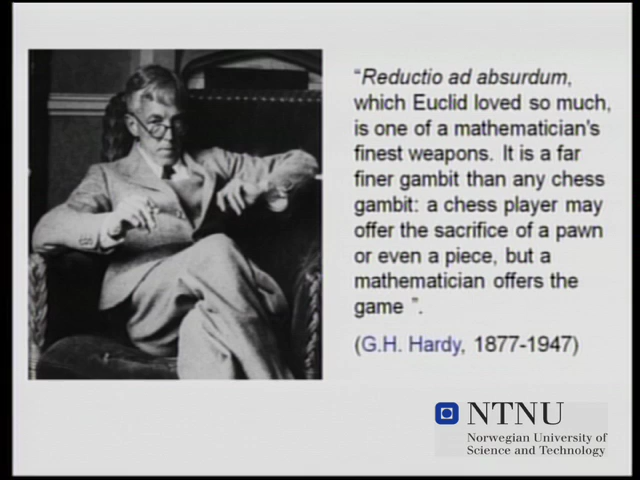 “Reductio ad absurdum,
which Euclid loved so much,
is one of a mathematician's
finest weapons. It is a far
finer gambit than any chess
gambit: a chess player may
offer the sacrifice of a pawn
or even a piece, but a
mathematician offers the
game ”.
(G.H. Hardy, 1877-1947)
NTNU
Norwegian University of
Science and Technology